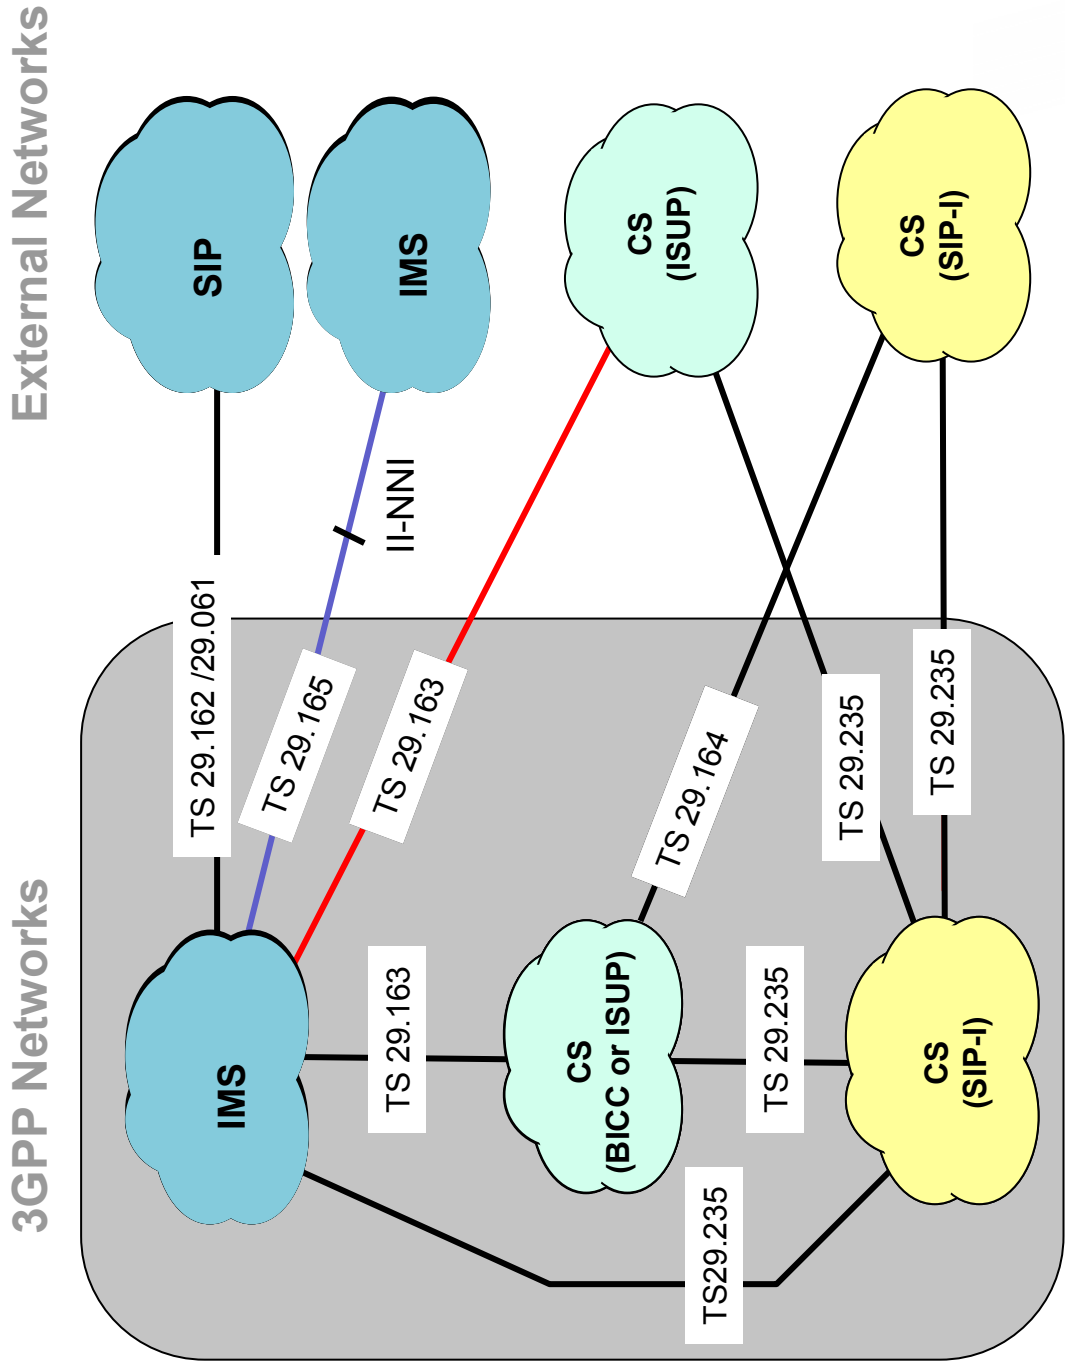 3GPP Networks
External Networks
IMS
TS 29.162 /29.061
SIP
TS 29.165
II-NNI
IMS
TS 29.163
TS 29.163
CS
(ISUP)
CS
(BICC or ISUP)
TS 29.164
TS29.235
TS 29.235
TS 29.235
CS
(SIP-I)
CS
(SIP-I)
TS 29.235